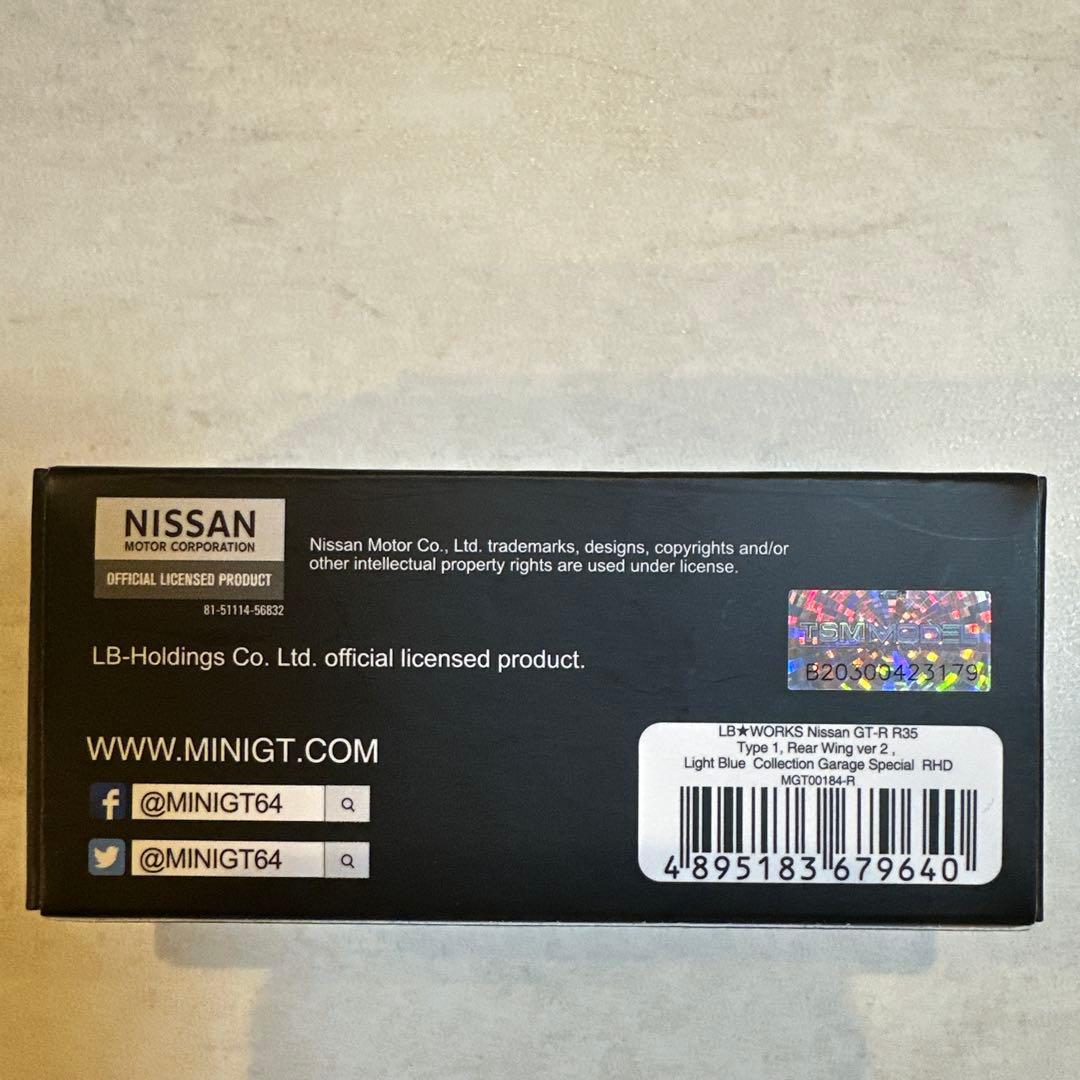 NISSAN
MOTOR CORPORATION
OFFICIAL LICENSED PRODUCT
81-51114-56832
Nissan Motor Co., Ltd. trademarks, designs, copyrights and/or
other intellectual property rights are used under license.
TSM MODEL
B20300423179
LB-Holdings Co. Ltd. official licensed product.
WWW.MINIGT.COM
@MINIGT64
@MINIGT64
LB★WORKS Nissan GT-R R35
Type 1, Rear Wing ver 2 ,
Light Blue Collection Garage Special RHD
MGT00184-R
4 895183 679640